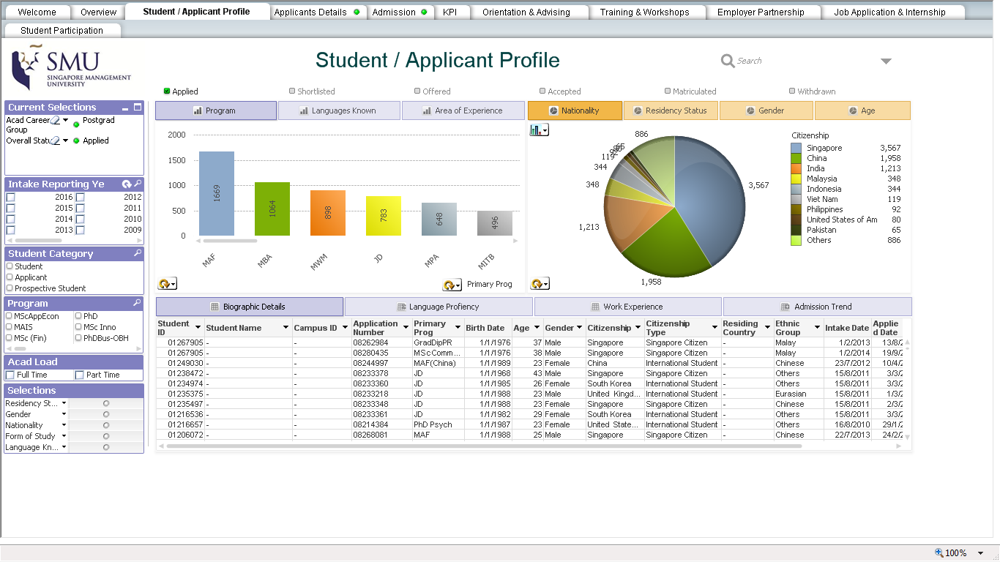 Welcome
Overview
Student / Applicant Profile
Applicants Details
Admission
KPI
Orientation & Advising
Training & Workshops
Employer Partnership
Job Application & Internship
Student Participation
SMU
SINGAPORE MANAGEMENT
UNIVERSITY
Student / Applicant Profile
Search
Applied
Shortlisted
Offered
Accepted
Matriculated
Withdrawn
Current Selections
Acad Career Group
Postgrad
Overall Statu
Applied
Intake Reporting Ye
2016 2012
2015 2011
2014 2010
2013 2009
Student Category
Student
Applicant
Prospective Student
Program
MScAppEcon PhD
MAIS MSc Inno
MSc (Fin) PhDBus-OBH
Acad Load
Full Time Part Time
Selections
Residency St...
Gender
Nationality
Form of Study
Language Kn...
Program
Languages Known
Area of Experience
2000
1500
1000
500
0
1669
1064
898
783
648
496
MAF
MBA
MWM
JD
MPA
MITB
Primary Prog
Nationality
Residency Status
Gender
Age
886
65
92
119
344
348
1,213
1,958
3,567
Citizenship
Singapore 3,567
China 1,958
India 1,213
Malaysia 348
Indonesia 344
Viet Nam 119
Philippines 92
United States of Am 80
Pakistan 65
Others 886
Biographic Details
Language Profiency
Work Experience
Admission Trend
Student ID Student Name Campus ID Application Number Primary Prog Birth Date Age Gender Citizenship Citizenship Type Residing Country Ethnic Group Intake Date Applie d Date
01267905 - - 08262984 GradDipPR 1/1/1976 37 Male Singapore Singapore Citizen - Malay 1/2/2013 13/8/2
01267905 - - 08280435 MScComm... 1/1/1976 38 Male Singapore Singapore Citizen - Malay 1/2/2014 19/9/2
01249030 - - 08244997 MAF(China) 1/1/1989 23 Female China International Student - Chinese 23/7/2012 10/4/2
01238472 - - 08233378 JD 1/1/1968 43 Male Singapore Singapore Citizen - Others 15/8/2011 3/3/2
01234974 - - 08233360 JD 1/1/1985 26 Female South Korea International Student - Others 15/8/2011 3/3/2
01235375 - - 08233218 JD 1/1/1988 23 Male United Kingd... International Student - Eurasian 15/8/2011 1/3/2
01235497 - - 08233348 JD 1/1/1988 23 Female Singapore Singapore Citizen - Chinese 15/8/2011 2/3/2
01216536 - - 08233361 JD 1/1/1982 29 Female South Korea International Student - Others 15/8/2011 3/3/2
01216657 - - 08214384 PhD Psych 1/1/1987 23 Female United State... International Student - Others 16/8/2010 29/1/2
01206072 - - 08268081 MAF 1/1/1988 25 Male Singapore Singapore Citizen - Chinese 22/7/2013 24/2/2
100%